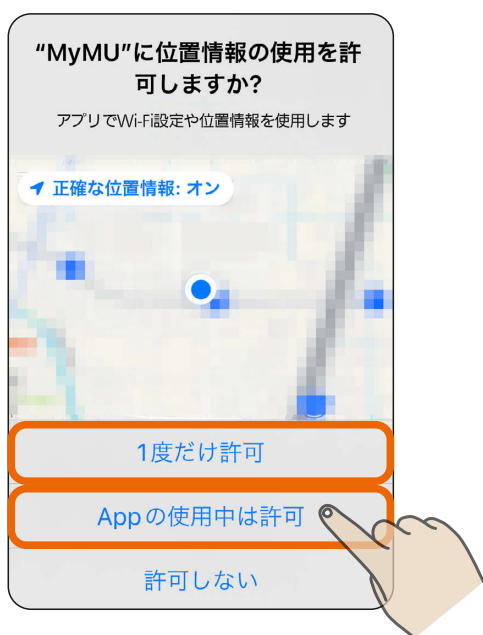 “MyMU”に位置情報の使用を許
可しますか?
アプリでWi-Fi設定や位置情報を使用します
正確な位置情報: オン
1度だけ許可
Appの使用中は許可
許可しない